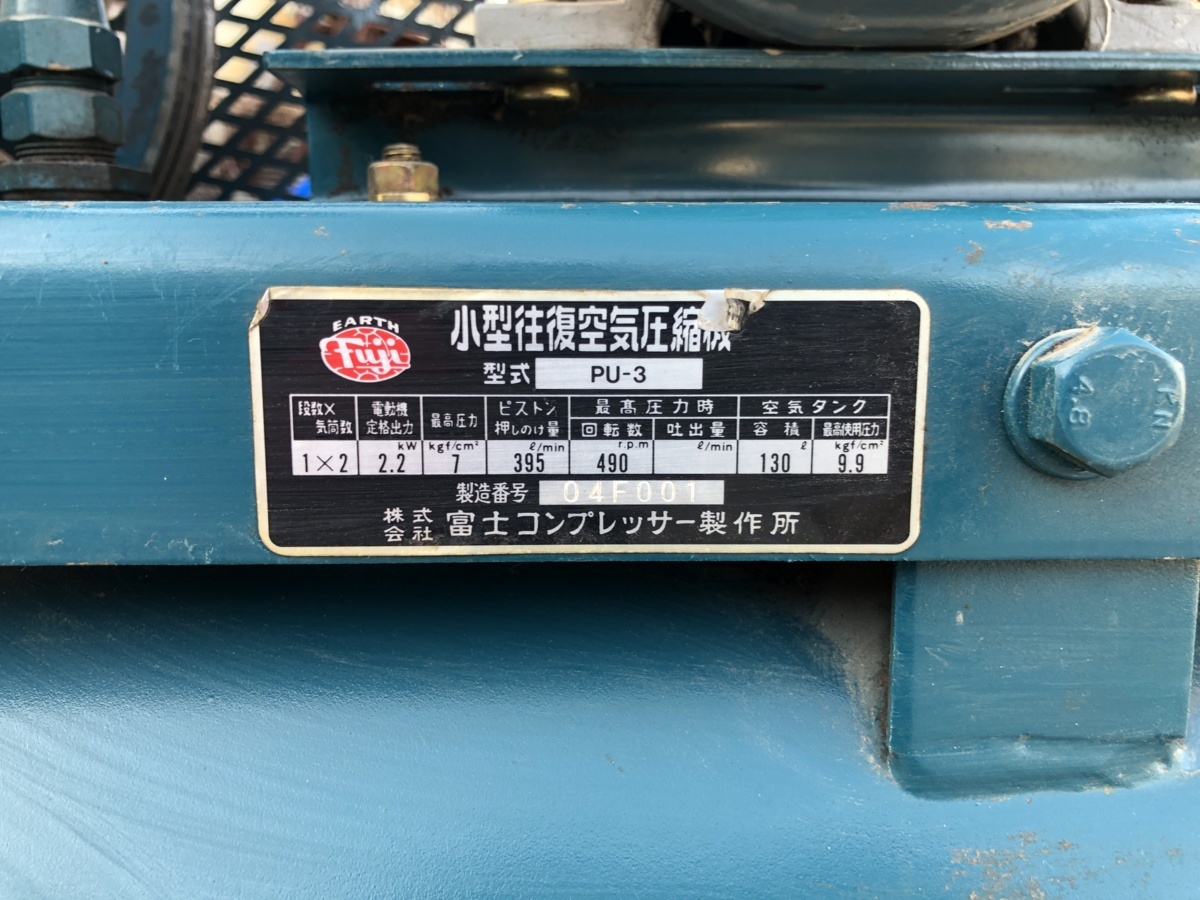 EARTH
Fuji
小型往復空気圧縮機
型式 PU-3
段数×気筒数 電動機定格出力 最高圧力 ピストン押しのけ量 最高圧力時 空気タンク
回転数 吐出量 容積 最高使用圧力
kW kgf/cm² ℓ/min r.p.m ℓ/min ℓ kgf/cm²
1×2 2.2 7 395 490 130 9.9
製造番号 04F001
株式会社 富士コンプレッサー製作所
4.8
KN